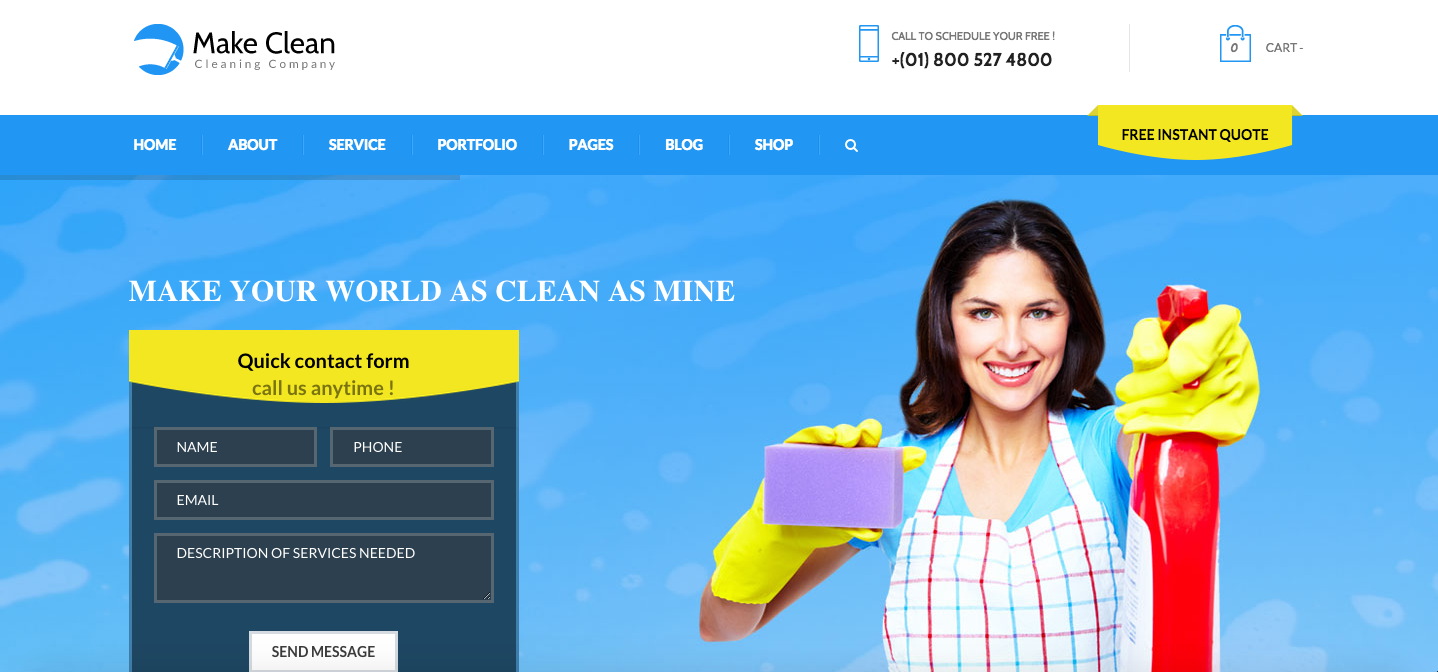 Make Clean
Cleaning Company
CALL TO SCHEDULE YOUR FREE !
+(01) 800 527 4800
0
CART -
FREE INSTANT QUOTE
HOME
ABOUT
SERVICE
PORTFOLIO
PAGES
BLOG
SHOP
MAKE YOUR WORLD AS CLEAN AS MINE
Quick contact form
call us anytime !
NAME
PHONE
EMAIL
DESCRIPTION OF SERVICES NEEDED
SEND MESSAGE